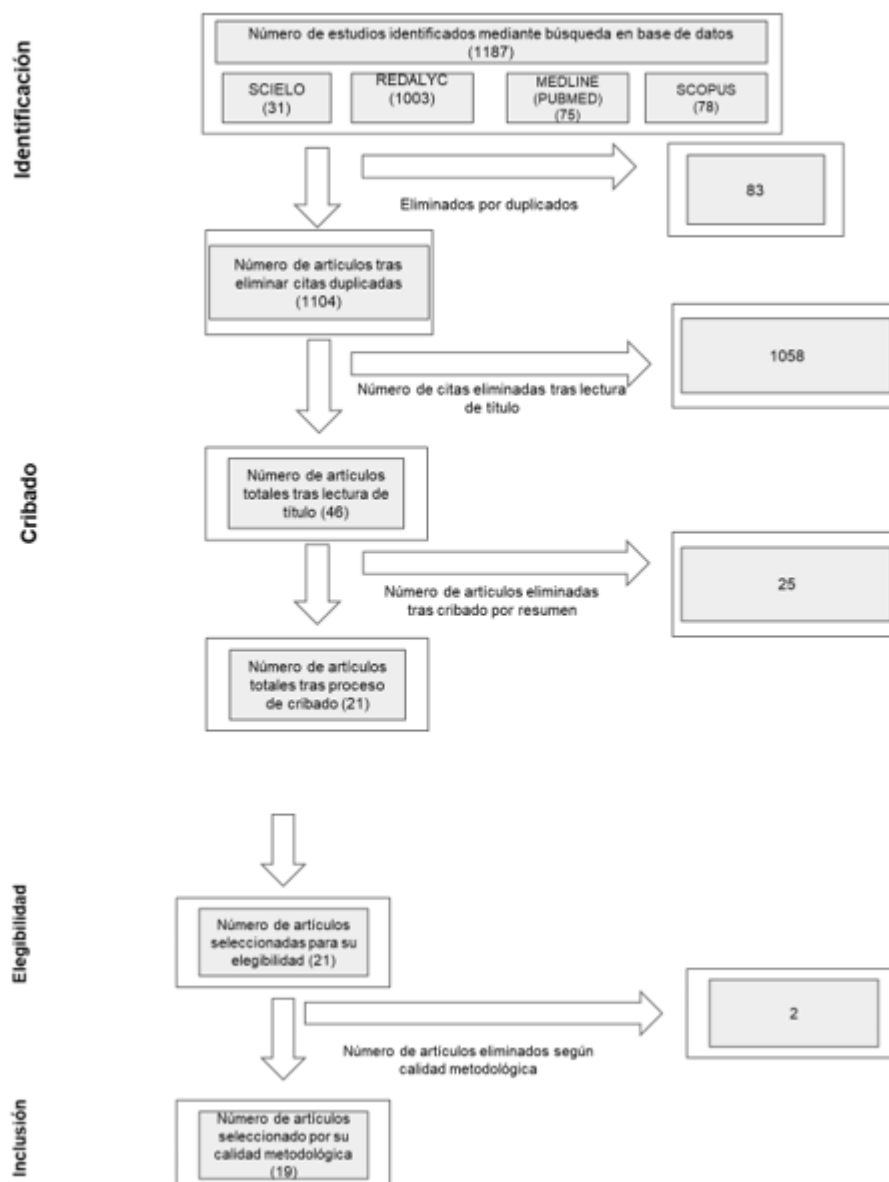 Identificación
Número de estudios identificados mediante búsqueda en base de datos
(1187)
SCIELO
(31)
REDALYC
(1003)
MEDLINE
(PUBMED)
(75)
SCOPUS
(78)
Eliminados por duplicados
83
Número de artículos tras
eliminar citas duplicadas
(1104)
Cribado
Número de citas eliminadas tras lectura
de título
1058
Número de artículos
totales tras lectura de
título (46)
Número de artículos eliminadas
tras cribado por resumen
25
Número de artículos
totales tras proceso
de cribado (21)
Elegibilidad
Número de artículos
seleccionadas para su
elegibilidad (21)
Número de artículos eliminados según
calidad metodológica
2
Inclusión
Número de artículos
seleccionado por su
calidad metodológica
(19)